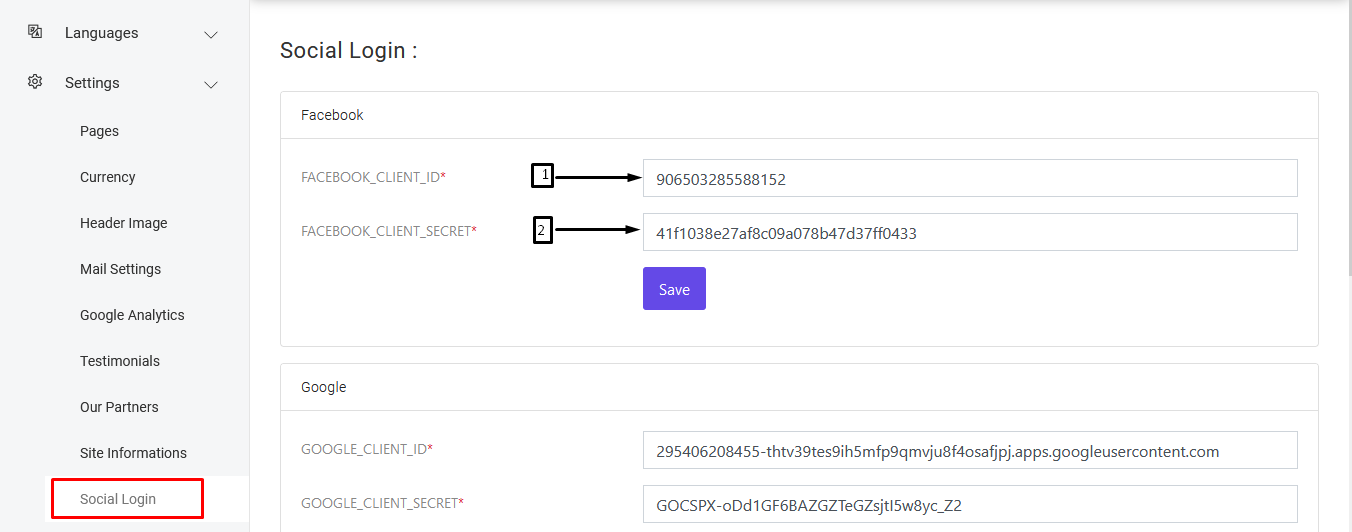 Languages
Settings
Pages
Currency
Header Image
Mail Settings
Google Analytics
Testimonials
Our Partners
Site Informations
Social Login
Social Login :
Facebook
FACEBOOK_CLIENT_ID*
1
906503285588152
FACEBOOK_CLIENT_SECRET*
2
41f1038e27af8c09a078b47d37ff0433
Save
Google
GOOGLE_CLIENT_ID*
295406208455-thtv39tes9ih5mfp9qmvju8f4osafjpj.apps.googleusercontent.com
GOOGLE_CLIENT_SECRET*
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